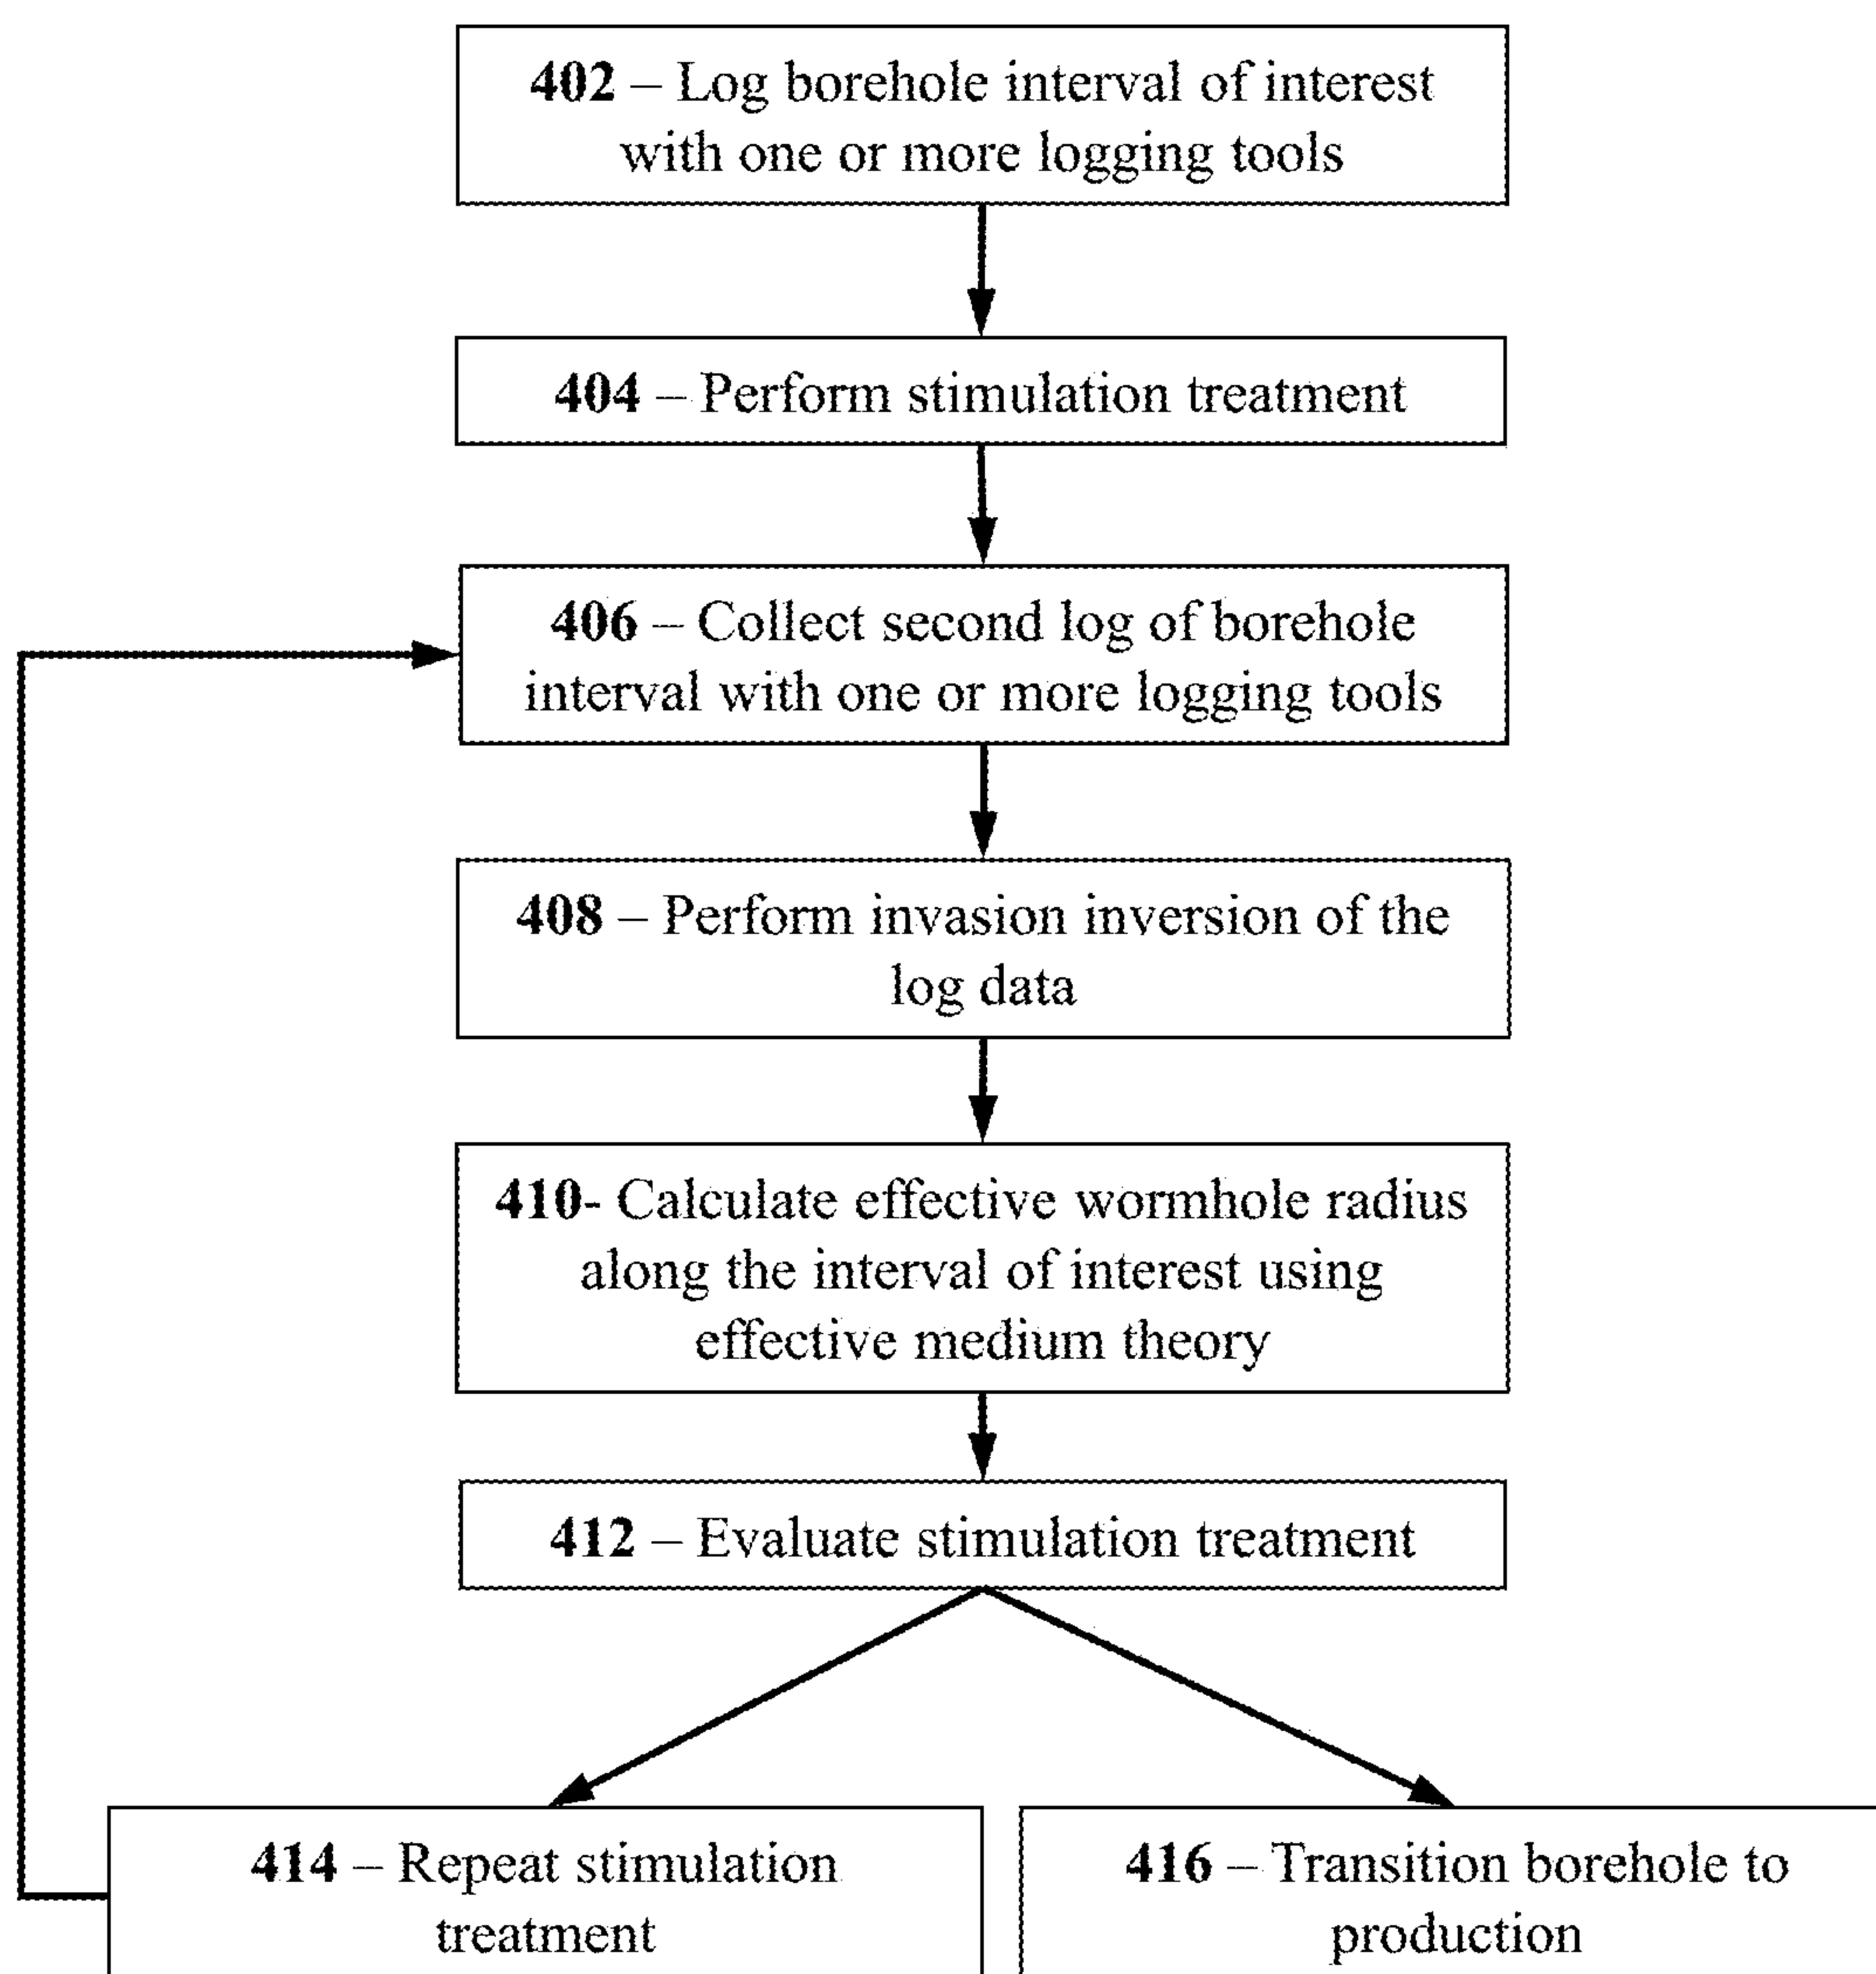 402 – Log borehole interval of interest
with one or more logging tools
404 – Perform stimulation treatment
406 – Collect second log of borehole
interval with one or more logging tools
408 – Perform invasion inversion of the
log data
410- Calculate effective wormhole radius
along the interval of interest using
effective medium theory
412 – Evaluate stimulation treatment
414 – Repeat stimulation
treatment
416 – Transition borehole to
production